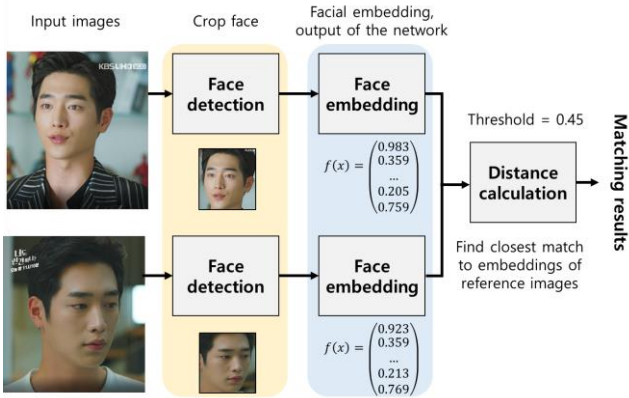 Input images
Crop face
Facial embedding,
output of the network
KBS
Face
detection
Face
embedding
f(x) =
0.983
0.359
...
0.205
0.759
Threshold = 0.45
Distance
calculation
Find closest match
to embeddings of
reference images
Matching results
Face
detection
Face
embedding
f(x) =
0.923
0.359
...
0.213
0.769